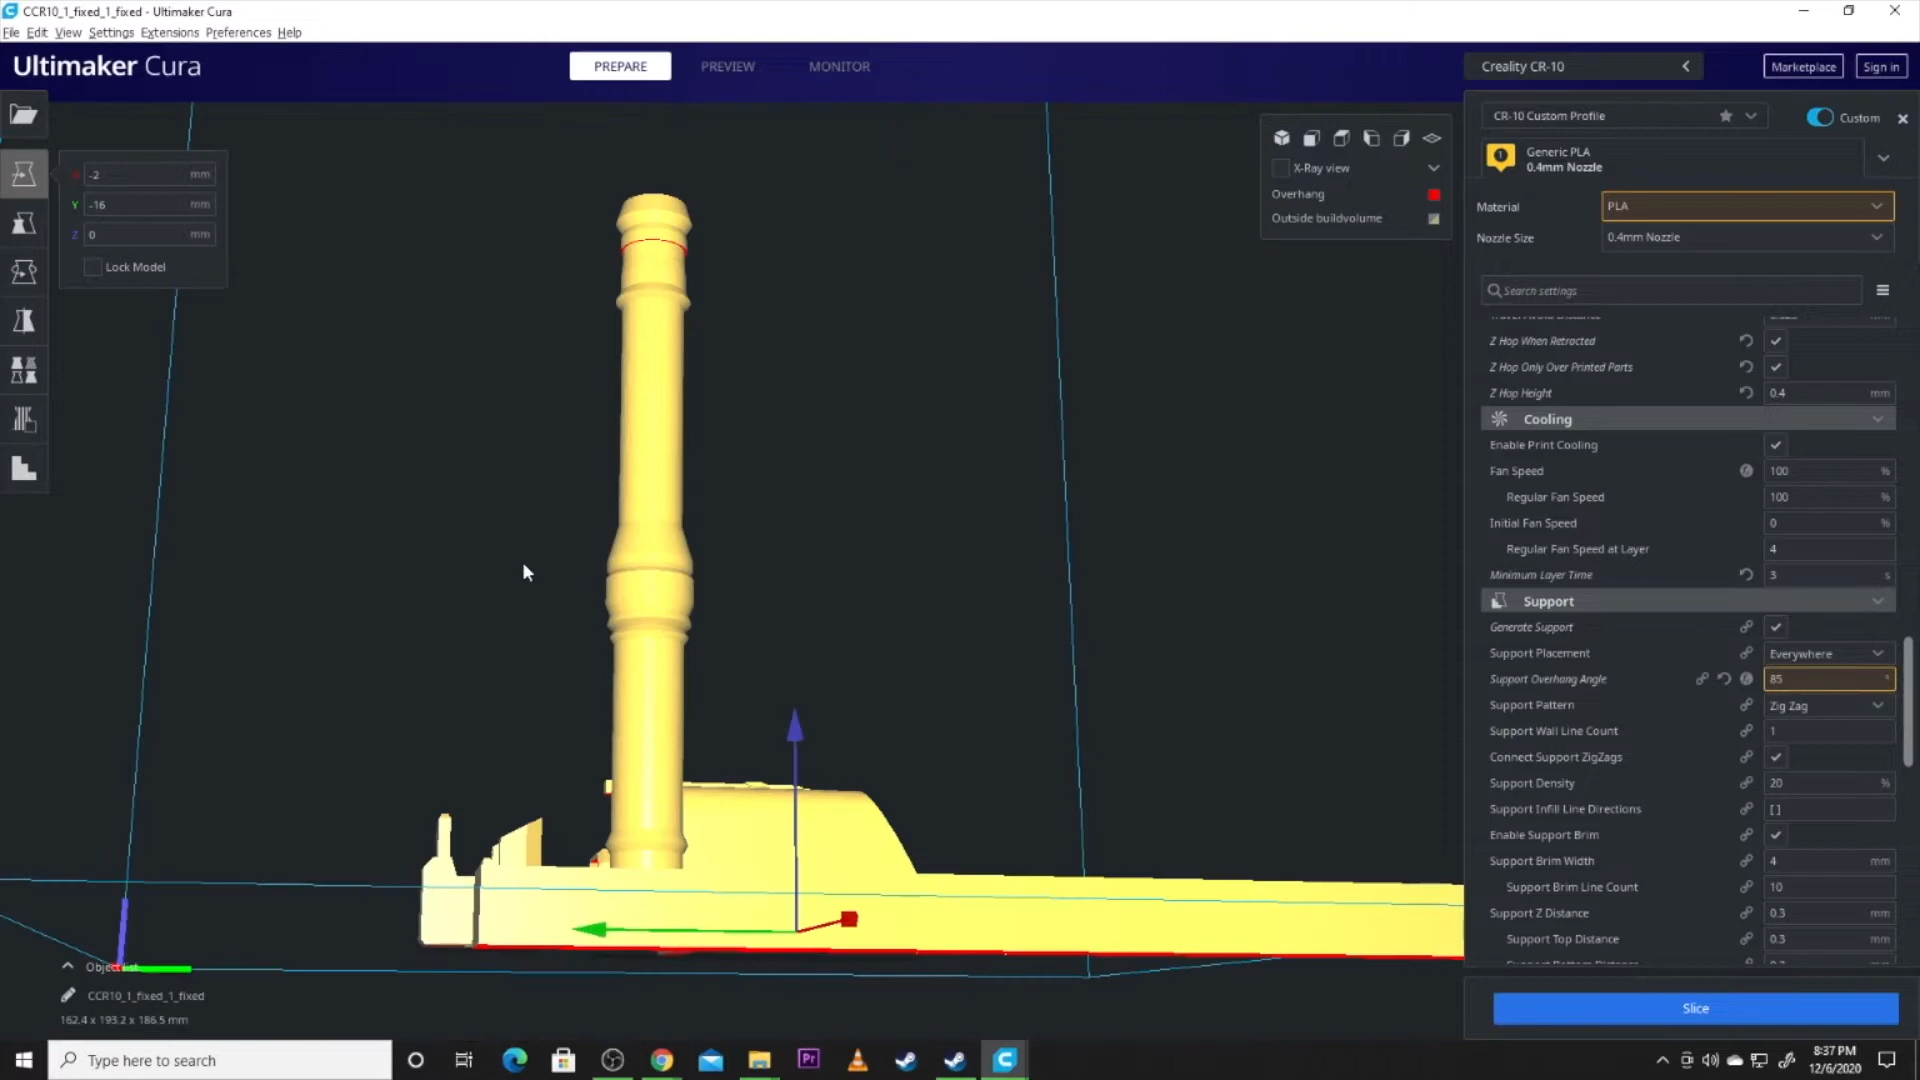 CCR10_1_fixed_1_fixed - Ultimaker Cura
File Edit View Settings Extensions Preferences Help
Ultimaker Cura
PREPARE
PREVIEW
MONITOR
Creality CR-10
Marketplace
Sign in
CR-10 Custom Profile
Custom
1
Generic PLA
0.4mm Nozzle
Material
PLA
Nozzle Size
0.4mm Nozzle
Search settings
-2 mm
Y -16 mm
Z 0 mm
Lock Model
X-Ray view
Overhang
Outside buildvolume
Z Hop When Retracted
Z Hop Only Over Printed Parts
Z Hop Height 0.4 mm
Cooling
Enable Print Cooling
Fan Speed 100 %
Regular Fan Speed 100 %
Initial Fan Speed 0 %
Regular Fan Speed at Layer 4
Minimum Layer Time 3 s
Support
Generate Support
Support Placement Everywhere
Support Overhang Angle 85 °
Support Pattern Zig Zag
Support Wall Line Count 1
Connect Support ZigZags
Support Density 20 %
Support Infill Line Directions [ ]
Enable Support Brim
Support Brim Width 4 mm
Support Brim Line Count 10
Support Z Distance 0.3 mm
Support Top Distance 0.3 mm
Slice
Object list
CCR10_1_fixed_1_fixed
162.4 x 193.2 x 186.5 mm
Type here to search
Pr
8:37 PM
12/6/2020